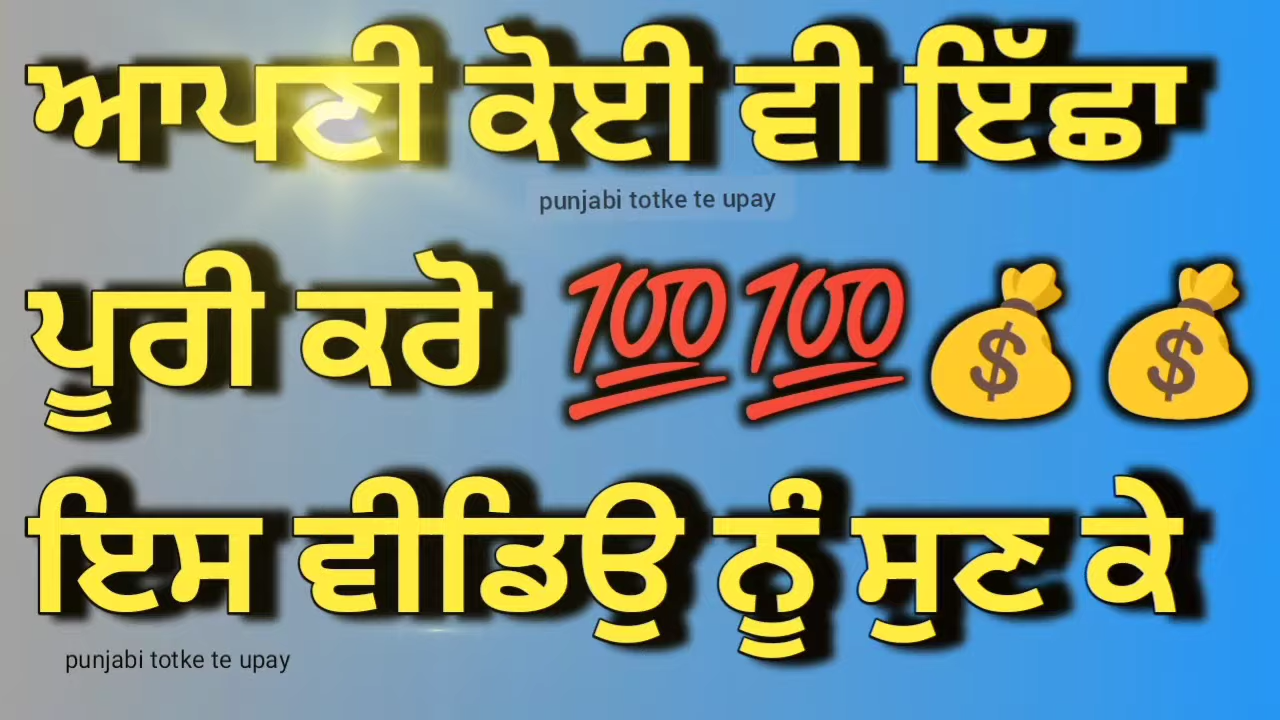 ਆਪਣੀ ਕੋਈ ਵੀ ਇੱਛਾ
punjabi totke te upay
ਪੂਰੀ ਕਰੋ 💯💯💰💰
ਇਸ ਵੀਡਿਉ ਨੂੰ ਸੁਣ ਕੇ
punjabi totke te upay